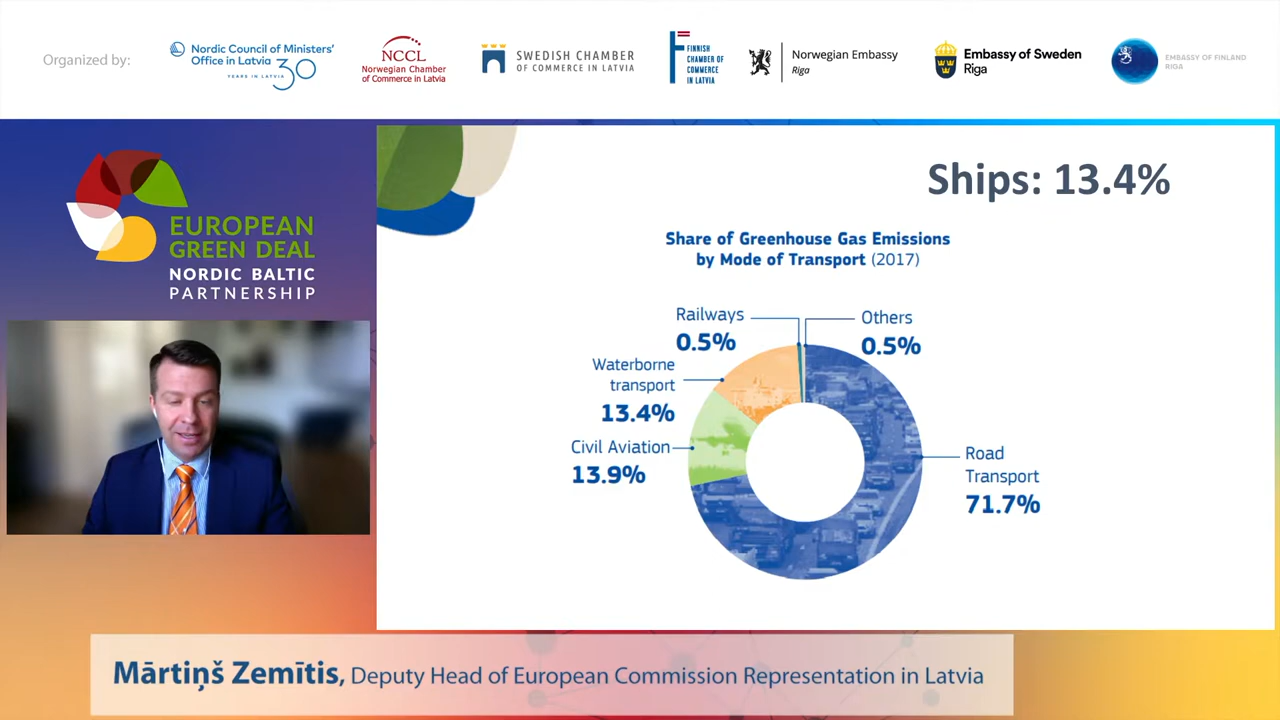 Organized by:
Nordic Council of Ministers'
Office in Latvia
YEARS IN LATVIA 30
NCCL
Norwegian Chamber
of Commerce in Latvia
SWEDISH CHAMBER
OF COMMERCE IN LATVIA
FINNISH
CHAMBER OF
COMMERCE
IN LATVIA
Norwegian Embassy
Riga
Embassy of Sweden
Riga
EMBASSY OF FINLAND
RIGA
EUROPEAN
GREEN DEAL
NORDIC BALTIC
PARTNERSHIP
Ships: 13.4%
Share of Greenhouse Gas Emissions
by Mode of Transport (2017)
Railways
0.5%
Others
0.5%
Waterborne
transport
13.4%
Civil Aviation
13.9%
Road
Transport
71.7%
Mārtiņš Zemītis, Deputy Head of European Commission Representation in Latvia